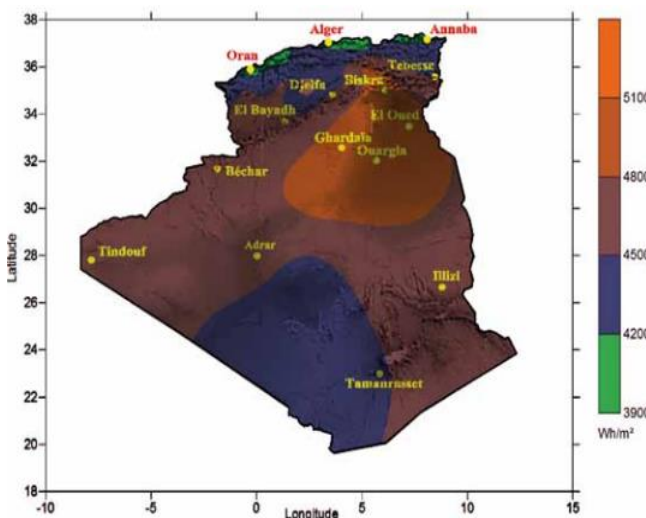 Alger
Annaba
Oran
Tebesse
Biskra
Djelfa
El Bayadh
El Oued
Ghardaïa
Ouargla
Béchar
Adrar
Tindouf
Illizi
Tamanrasset
Latitude
38
36
34
32
30
28
26
24
22
20
18
-10
-5
0
5
10
15
Longitude
5100
4800
4500
4200
3900
Wh/m²